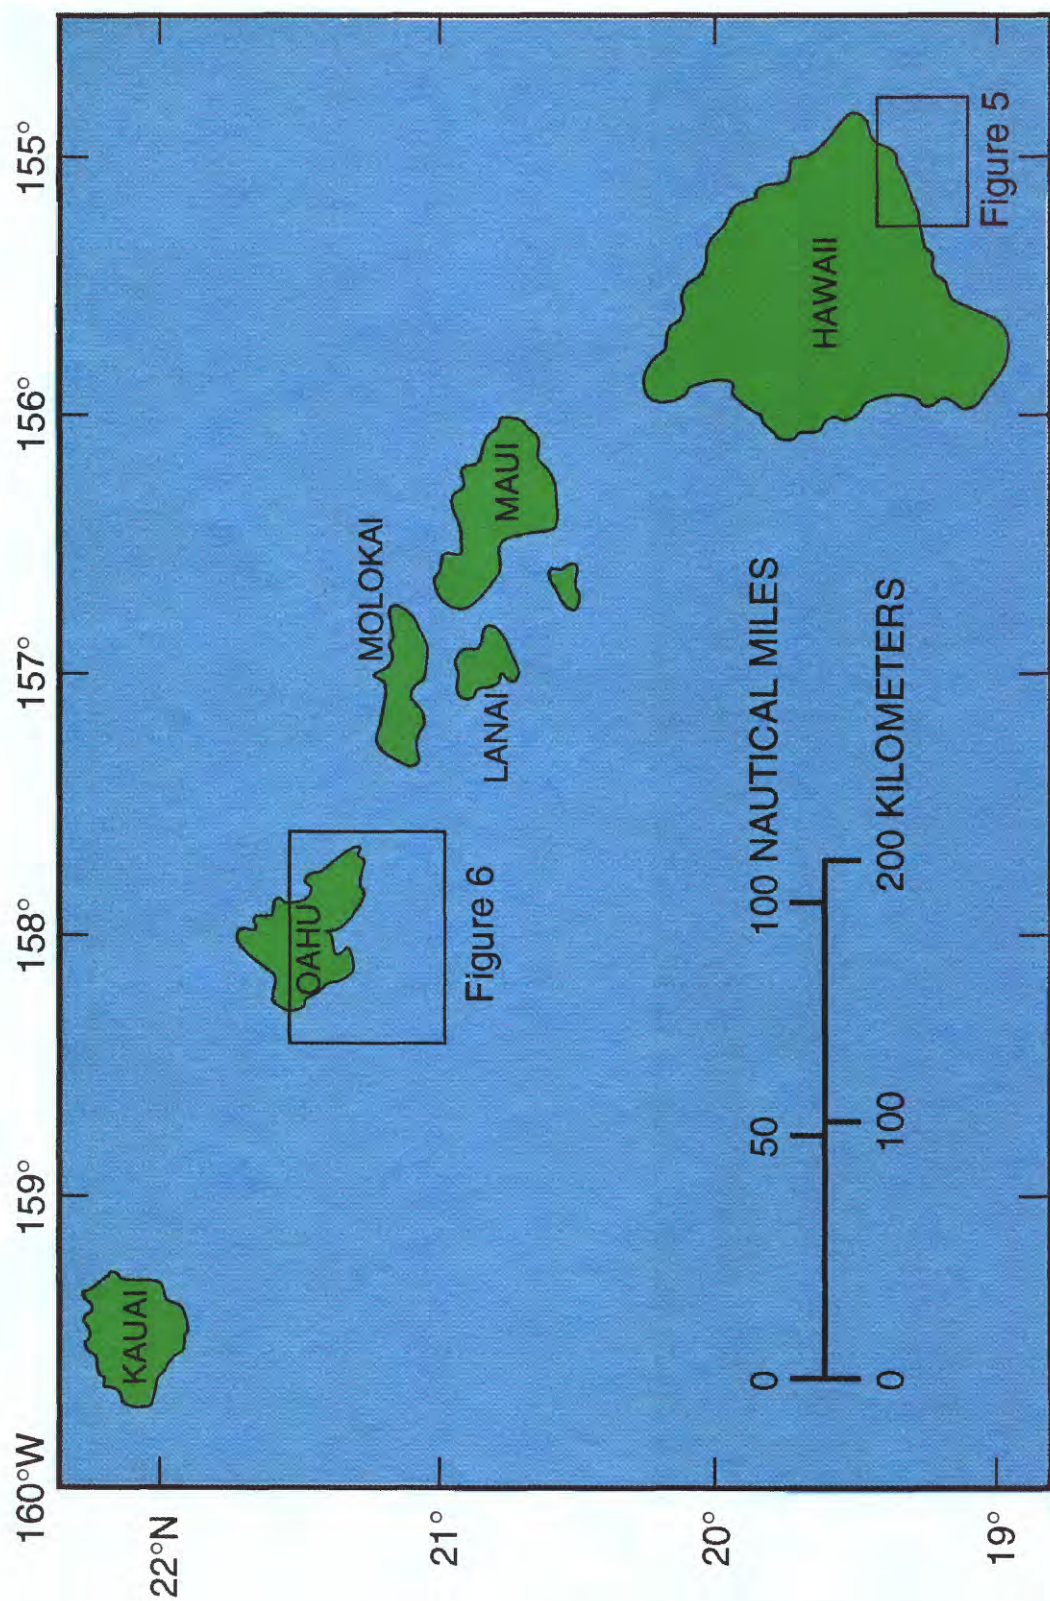 160°W
159°
158°
157°
156°
155°
22°N
21°
20°
19°
KAUAI
OAHU
Figure 6
MOLOKAI
LANAI
MAUI
HAWAII
Figure 5
0
50
100 NAUTICAL MILES
0
100
200 KILOMETERS